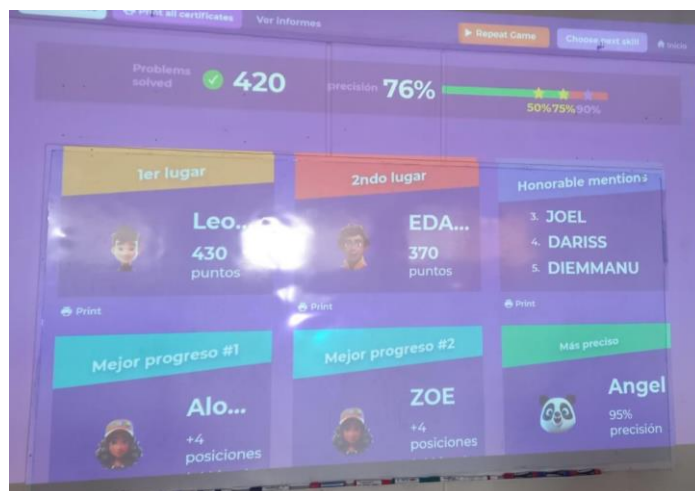 Print all certificates
Ver informes
Repeat Game
Choose next skill
Inicio
Problems
solved
420
precisión
76%
50%
75%
90%
1er lugar
Leo...
430
puntos
Print
2ndo lugar
EDA...
370
puntos
Print
Honorable mentions
3. JOEL
4. DARISS
5. DIEMMANU
Print
Mejor progreso #1
Alo...
+4
posiciones
Mejor progreso #2
ZOE
+4
posiciones
Más preciso
Angel
95%
precisión